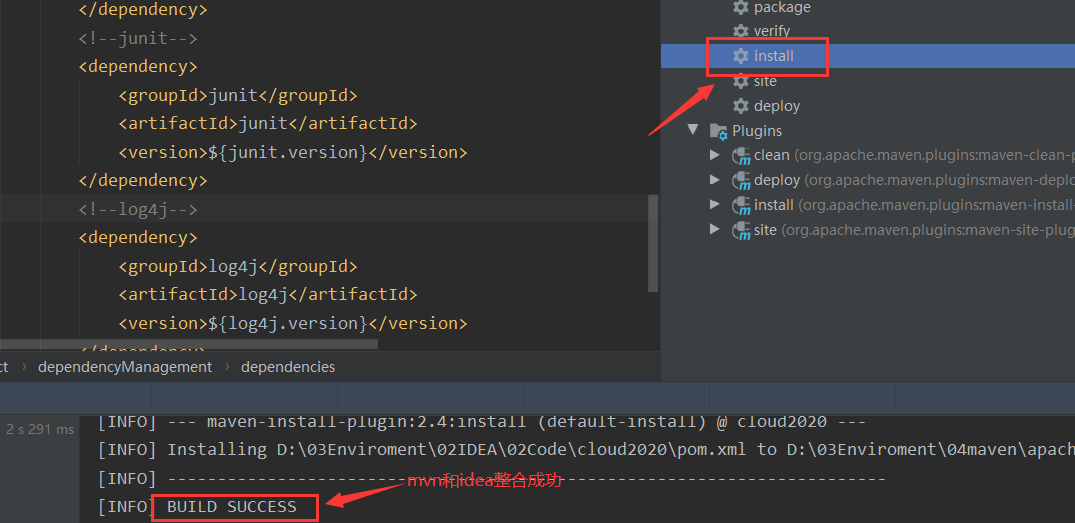 </dependency>
<!--junit-->
<dependency>
<groupId>junit</groupId>
<artifactId>junit</artifactId>
<version>${junit.version}</version>
</dependency>
<!--log4j-->
<dependency>
<groupId>log4j</groupId>
<artifactId>log4j</artifactId>
<version>${log4j.version}</version>
</dependency>
ct › dependencyManagement › dependencies
package
verify
install
site
deploy
Plugins
clean (org.apache.maven.plugins:maven-clean-p
deploy (org.apache.maven.plugins:maven-deplo
install (org.apache.maven.plugins:maven-install-
site (org.apache.maven.plugins:maven-site-plug
2 s 291 ms
[INFO] --- maven-install-plugin:2.4:install (default-install) @ cloud2020 ---
[INFO] Installing D:\03Enviroment\02IDEA\02Code\cloud2020\pom.xml to D:\03Enviroment\04maven\apach
[INFO] ------------------------------------------------------------------------
mvn和idea整合成功
[INFO] BUILD SUCCESS